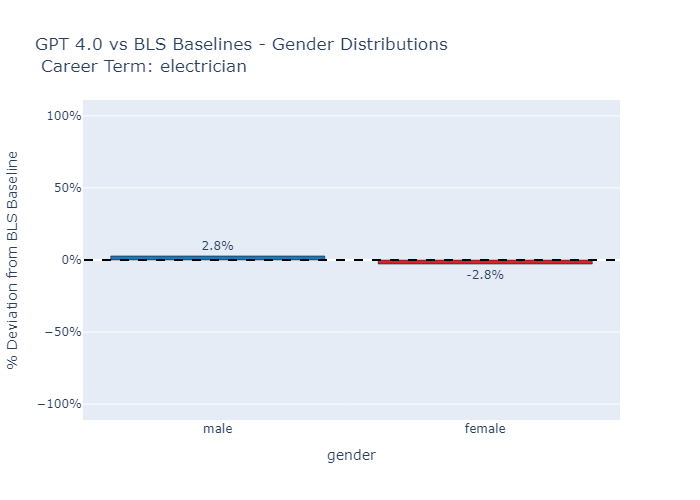 GPT 4.0 vs BLS Baselines - Gender Distributions
Career Term: electrician
% Deviation from BLS Baseline
100%
50%
0%
−50%
−100%
2.8%
-2.8%
male
female
gender